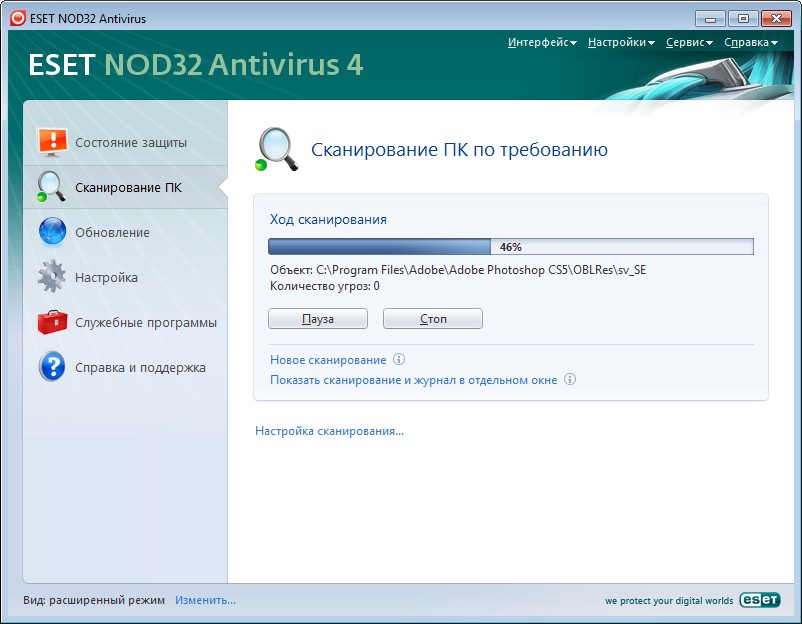 ESET NOD32 Antivirus
Интерфейс Настройки Сервис Справка
ESET NOD32 Antivirus 4
Состояние защиты
Сканирование ПК
Обновление
Настройка
Служебные программы
Справка и поддержка
Сканирование ПК по требованию
Ход сканирования
46%
Объект: C:\Program Files\Adobe\Adobe Photoshop CS5\OBLRes\sv_SE
Количество угроз: 0
Пауза Стоп
Новое сканирование
Показать сканирование и журнал в отдельном окне
Настройка сканирования...
Вид: расширенный режим Изменить...
we protect your digital worlds eset